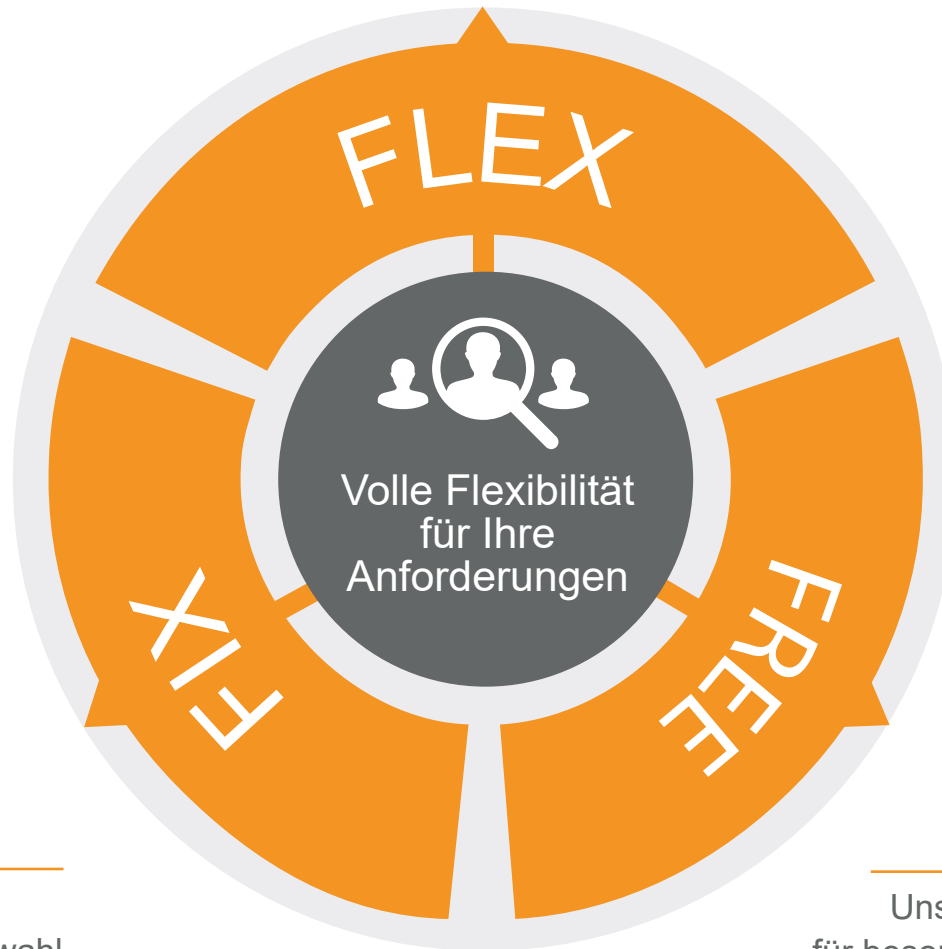 FLEX
Volle Flexibilität
für Ihre
Anforderungen
FIX
FREE